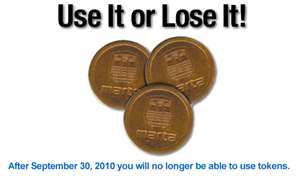 Use It or Lose It!
marta
marta
marta
After September 30, 2010 you will no longer be able to use tokens.